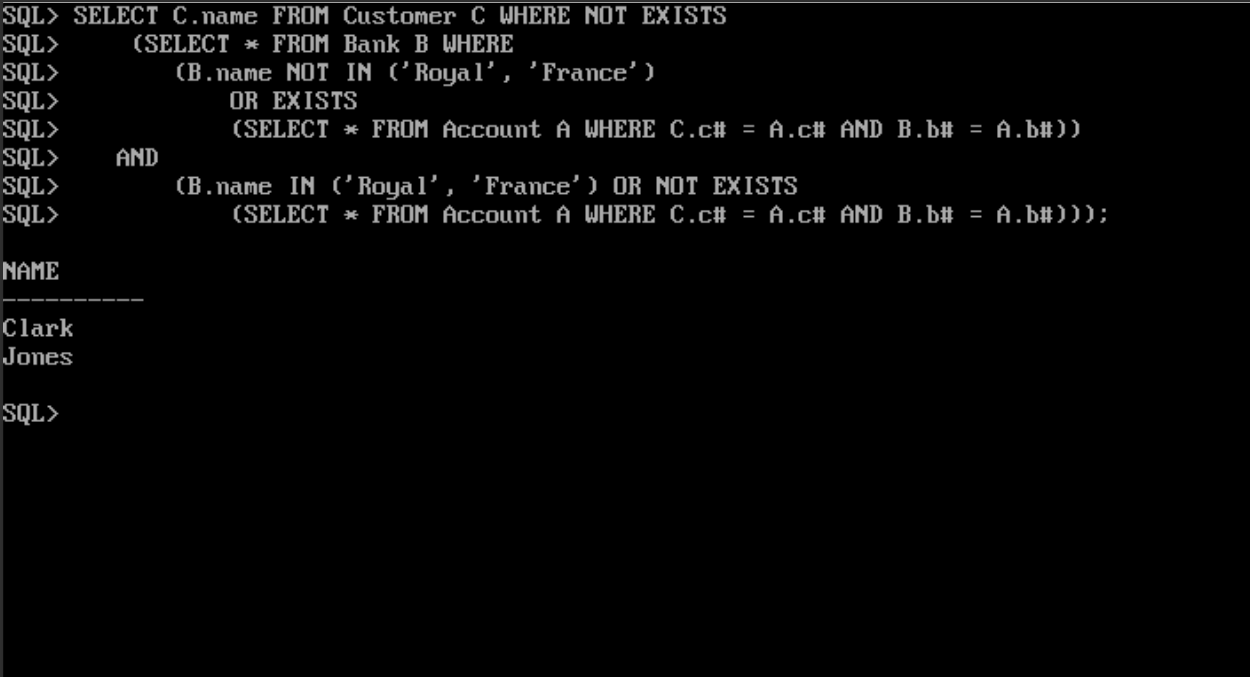 SQL> SELECT C.name FROM Customer C WHERE NOT EXISTS
SQL>     (SELECT * FROM Bank B WHERE
SQL>        (B.name NOT IN ('Royal', 'France')
SQL>            OR EXISTS
SQL>            (SELECT * FROM Account A WHERE C.c# = A.c# AND B.b# = A.b#))
SQL>    AND
SQL>        (B.name IN ('Royal', 'France') OR NOT EXISTS
SQL>            (SELECT * FROM Account A WHERE C.c# = A.c# AND B.b# = A.b#)));
NAME
----------
Clark
Jones
SQL>